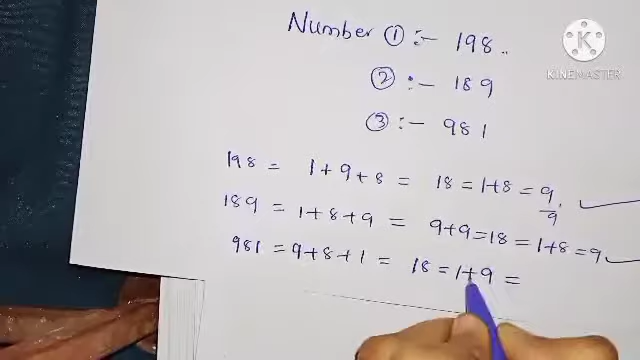 Number ① :- 198..
② :- 189
③ :- 981
198 = 1+9+8 = 18 = 1+8 = 9
9
189 = 1+8+9 = 9+9=18 = 1+8 = 9
981 = 9+8+1 = 18 = 1+9 =
KINEMASTER